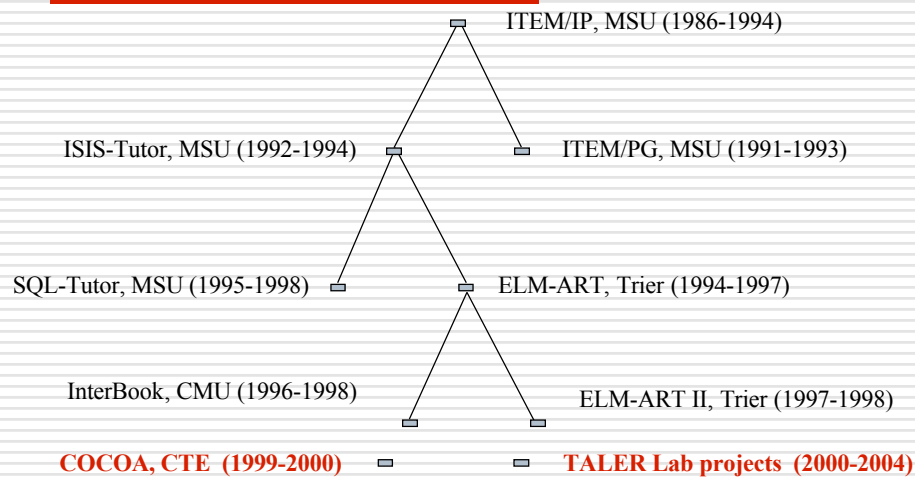 ITEM/IP, MSU (1986-1994)
ISIS-Tutor, MSU (1992-1994)
ITEM/PG, MSU (1991-1993)
SQL-Tutor, MSU (1995-1998)
ELM-ART, Trier (1994-1997)
InterBook, CMU (1996-1998)
ELM-ART II, Trier (1997-1998)
COCOA, CTE (1999-2000)
TALER Lab projects (2000-2004)